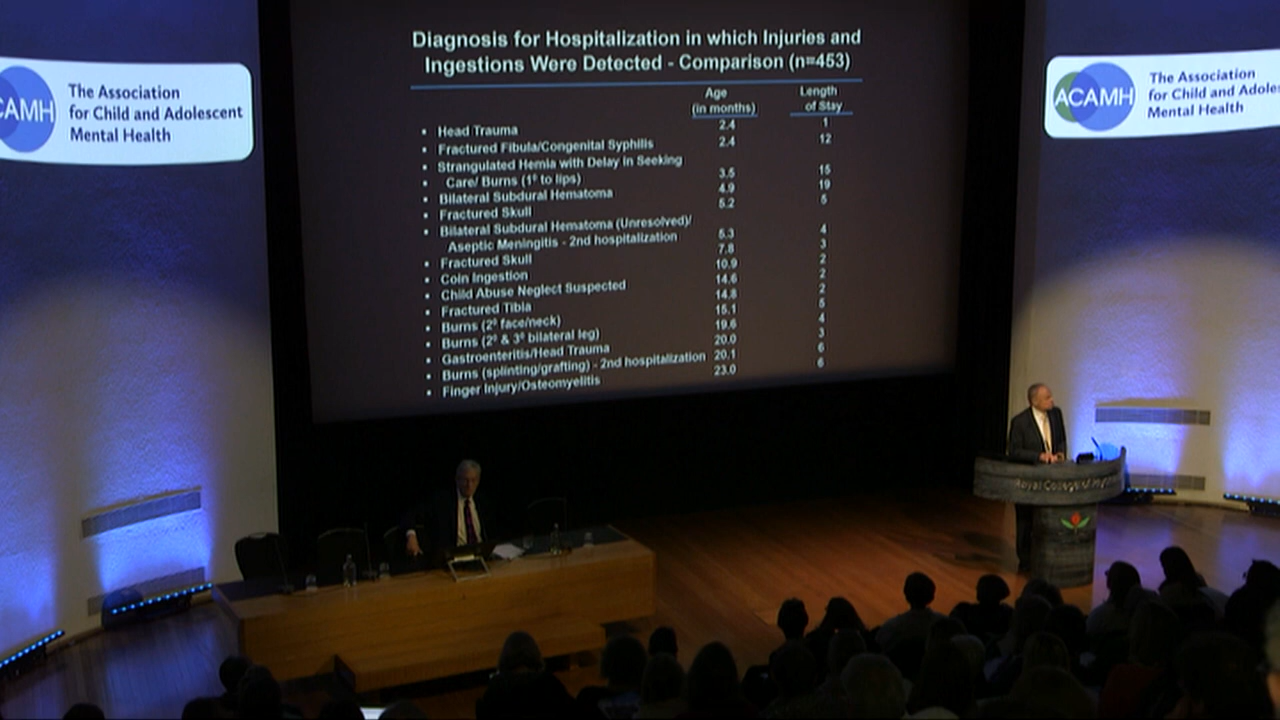 Diagnosis for Hospitalization in which Injuries and
Ingestions Were Detected - Comparison (n=453)
Age
(in months)
Length
of Stay
• Head Trauma 2.4 1
• Fractured Fibula/Congenital Syphilis 2.4 12
• Strangulated Hernia with Delay in Seeking
• Care/ Burns (1º to lips) 3.5 15
• Bilateral Subdural Hematoma 4.9 19
• Fractured Skull 5.2 5
• Bilateral Subdural Hematoma (Unresolved)/
Aseptic Meningitis - 2nd hospitalization 5.3 4
• Fractured Skull 7.8 3
• Coin Ingestion 10.9 2
• Child Abuse Neglect Suspected 14.6 2
• Fractured Tibia 14.8 2
• Burns (2º face/neck) 15.1 5
• Burns (2º & 3º bilateral leg) 19.6 4
• Gastroenteritis/Head Trauma 20.0 3
• Burns (splinting/grafting) - 2nd hospitalization 20.1 6
• Finger Injury/Osteomyelitis 23.0 6
CAMH
The Association
for Child and Adolescent
Mental Health
ACAMH
The Association
for Child and Adoles
Mental Health
Royal College of